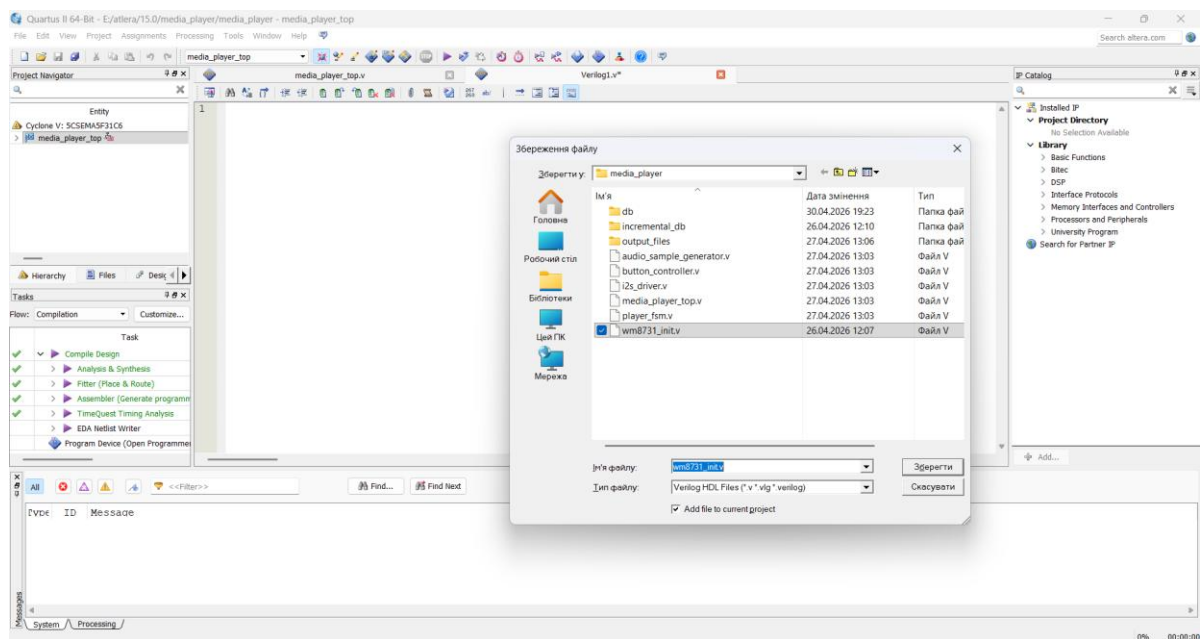 Quartus II 64-Bit - E:/atlera/15.0/media_player/media_player - media_player_top
File Edit View Project Assignments Processing Tools Window Help
Search altera.com
media_player_top
Project Navigator
Entity
Cyclone V: 5CSEMA5F31C6
media_player_top
Hierarchy Files Desig
Tasks
Flow: Compilation Customize...
Task
Compile Design
Analysis & Synthesis
Fitter (Place & Route)
Assembler (Generate programm
TimeQuest Timing Analysis
EDA Netlist Writer
Program Device (Open Programmer
media_player_top.v Verilog1.v*
1
Збереження файлу
Зберегти у: media_player
Головна
Робочий стіл
Бібліотеки
Цей ПК
Мережа
Ім'я Дата змінення Тип
db 30.04.2026 19:23 Папка фай
incremental_db 26.04.2026 12:10 Папка фай
output_files 27.04.2026 13:06 Папка фай
audio_sample_generator.v 27.04.2026 13:03 Файл V
button_controller.v 27.04.2026 13:03 Файл V
i2s_driver.v 27.04.2026 13:03 Файл V
media_player_top.v 27.04.2026 13:03 Файл V
player_fsm.v 27.04.2026 13:03 Файл V
wm8731_init.v 26.04.2026 12:07 Файл V
Ім'я файлу: wm8731_init.v Зберегти
Тип файлу: Verilog HDL Files (*.v *.vlg *.verilog) Скасувати
Add file to current project
IP Catalog
Installed IP
Project Directory
No Selection Available
Library
Basic Functions
Bitec
DSP
Interface Protocols
Memory Interfaces and Controllers
Processors and Peripherals
University Program
Search for Partner IP
Add...
All <<Filter>> Find... Find Next
Type ID Message
Messages
System Processing
0% 00:00:00